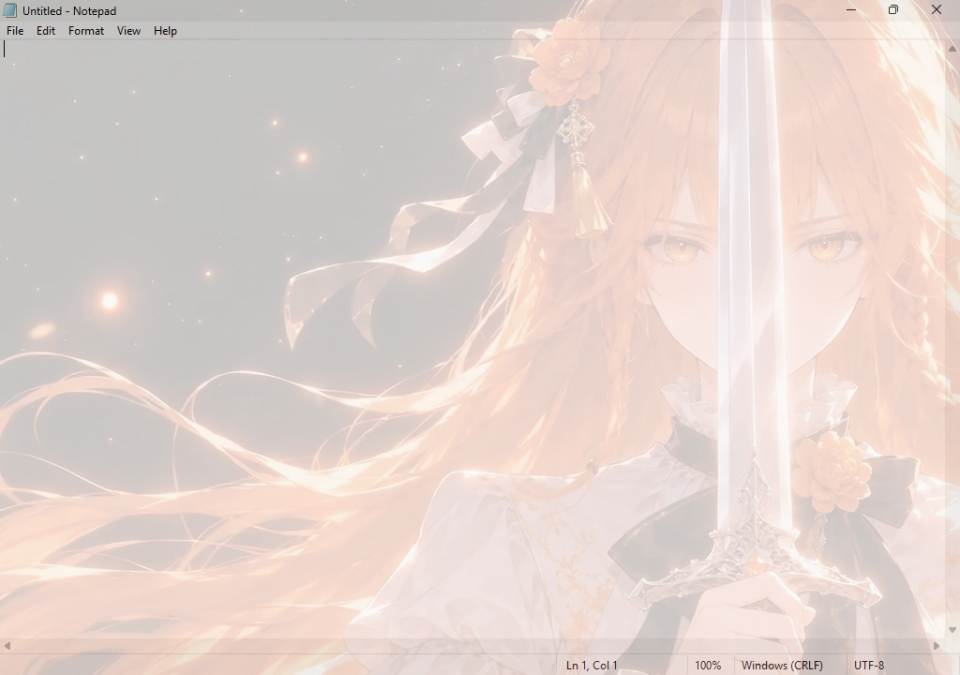 Untitled - Notepad
File Edit Format View Help
Ln 1, Col 1 100% Windows (CRLF) UTF-8